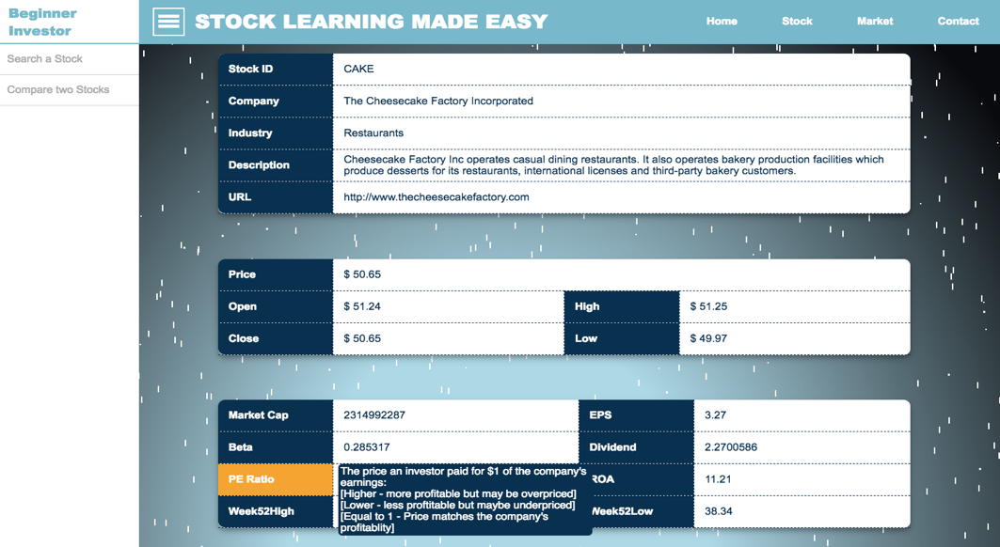 Beginner
Investor
STOCK LEARNING MADE EASY
Home
Stock
Market
Contact
Search a Stock
Compare two Stocks
Stock ID
CAKE
Company
The Cheesecake Factory Incorporated
Industry
Restaurants
Description
Cheesecake Factory Inc operates casual dining restaurants. It also operates bakery production facilities which
produce desserts for its restaurants, international licenses and third-party bakery customers.
URL
http://www.thecheesecakefactory.com
Price
$ 50.65
Open
$ 51.24
High
$ 51.25
Close
$ 50.65
Low
$ 49.97
Market Cap
2314992287
EPS
3.27
Beta
0.285317
Dividend
2.2700586
PE Ratio
The price an investor paid for $1 of the company's
earnings:
[Higher - more profitable but may be overpriced]
[Lower - less proftitable but maybe underpriced]
[Equal to 1 - Price matches the company's
profitablity]
ROA
11.21
Week52High
Week52Low
38.34